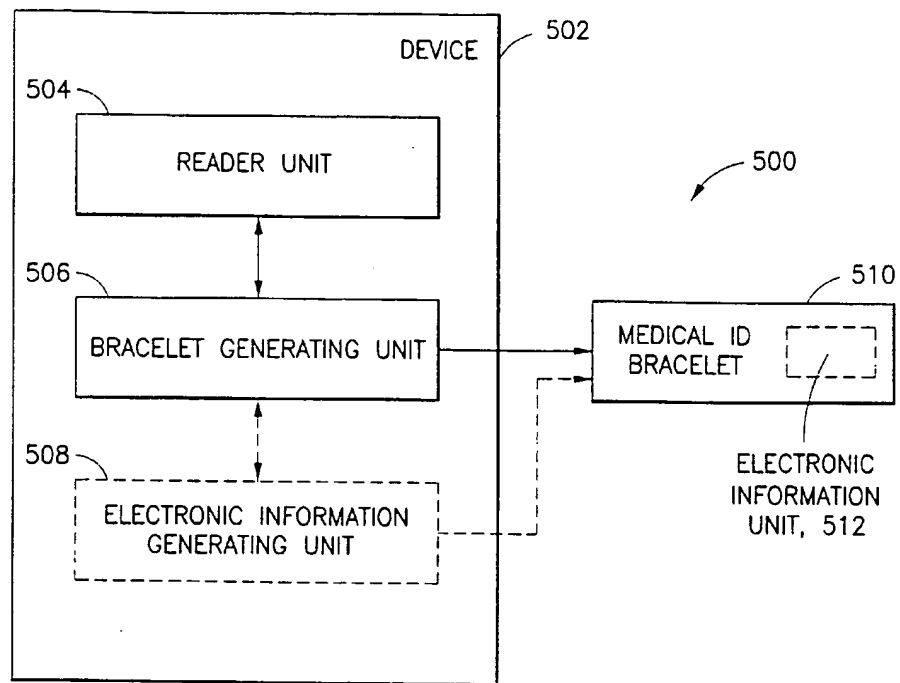 DEVICE
502
504
READER UNIT
500
506
BRACELET GENERATING UNIT
510
MEDICAL ID
BRACELET
508
ELECTRONIC INFORMATION
GENERATING UNIT
ELECTRONIC
INFORMATION
UNIT, 512